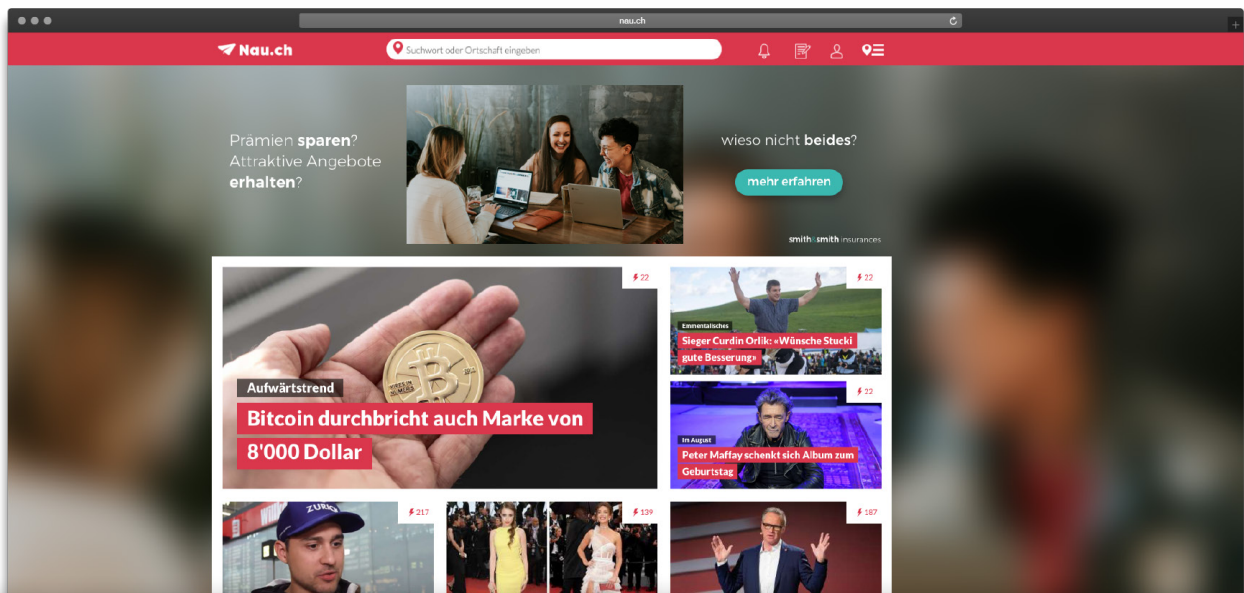 nau.ch
Nau.ch
Suchwort oder Ortschaft eingeben
Prämien sparen?
Attraktive Angebote
erhalten?
wieso nicht beides?
mehr erfahren
smith&smith insurances
22
Aufwärtstrend
Bitcoin durchbricht auch Marke von
8'000 Dollar
22
Emmentalisches
Sieger Curdin Orlik: «Wünsche Stucki
gute Besserung»
22
Im August
Peter Maffay schenkt sich Album zum
Geburtstag
217
ZURICH
139
187